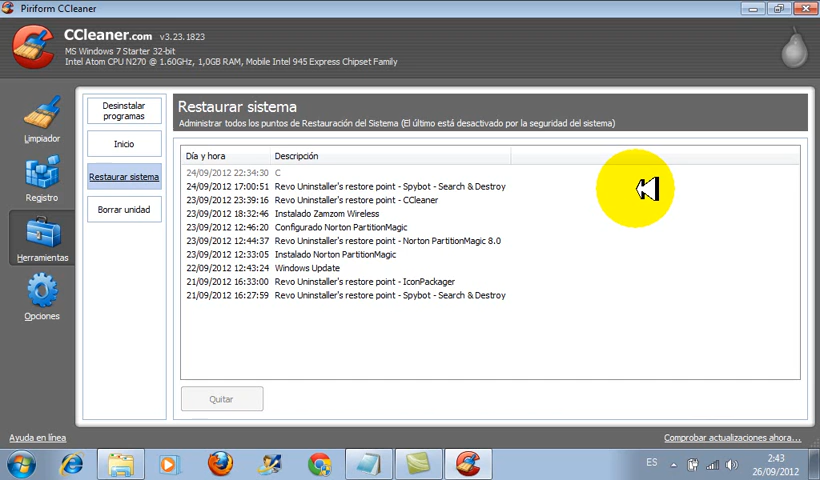 Piriform CCleaner
CCleaner.com v3.23.1823
MS Windows 7 Starter 32-bit
Intel Atom CPU N270 @ 1.60GHz, 1,0GB RAM, Mobile Intel 945 Express Chipset Family
Limpiador
Registro
Herramientas
Opciones
Desinstalar
programas
Inicio
Restaurar sistema
Borrar unidad
Restaurar sistema
Administrar todos los puntos de Restauración del Sistema (El último está desactivado por la seguridad del sistema)
Día y hora Descripción
24/09/2012 22:34:30 C
24/09/2012 17:00:51 Revo Uninstaller's restore point - Spybot - Search & Destroy
23/09/2012 23:39:16 Revo Uninstaller's restore point - CCleaner
23/09/2012 18:32:46 Instalado Zamzom Wireless
23/09/2012 12:46:20 Configurado Norton PartitionMagic
23/09/2012 12:44:37 Revo Uninstaller's restore point - Norton PartitionMagic 8.0
23/09/2012 12:33:05 Instalado Norton PartitionMagic
22/09/2012 12:43:24 Windows Update
21/09/2012 16:33:00 Revo Uninstaller's restore point - IconPackager
21/09/2012 16:27:59 Revo Uninstaller's restore point - Spybot - Search & Destroy
Quitar
Ayuda en línea
Comprobar actualizaciones ahora...
ES
2:43
26/09/2012